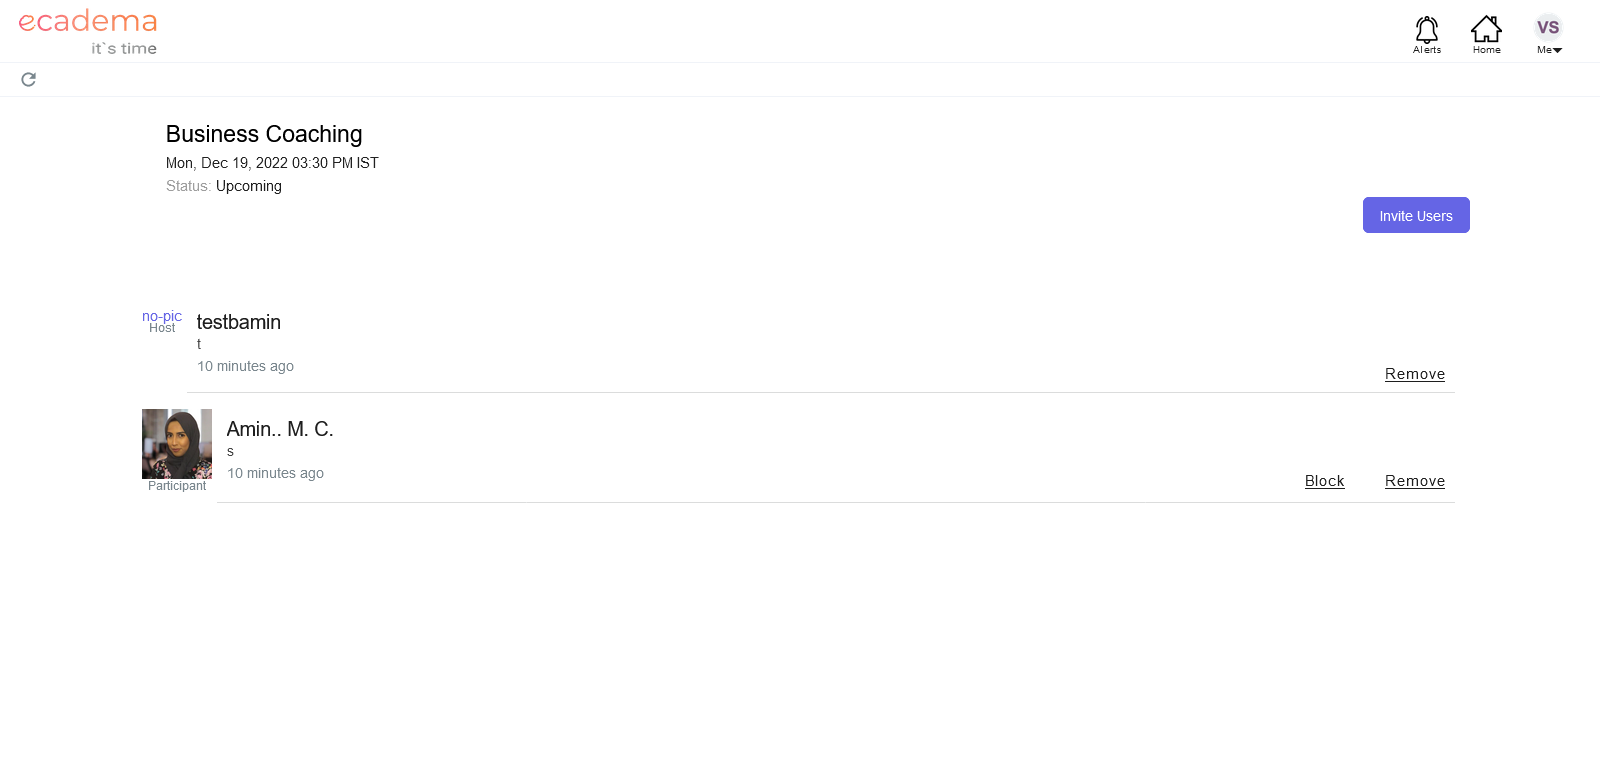 ecadema
it`s time
Alerts
Home
VS
Me
Business Coaching
Mon, Dec 19, 2022 03:30 PM IST
Status: Upcoming
Invite Users
no-pic
Host
testbamin
t
10 minutes ago
Remove
Participant
Amin.. M. C.
s
10 minutes ago
Block
Remove